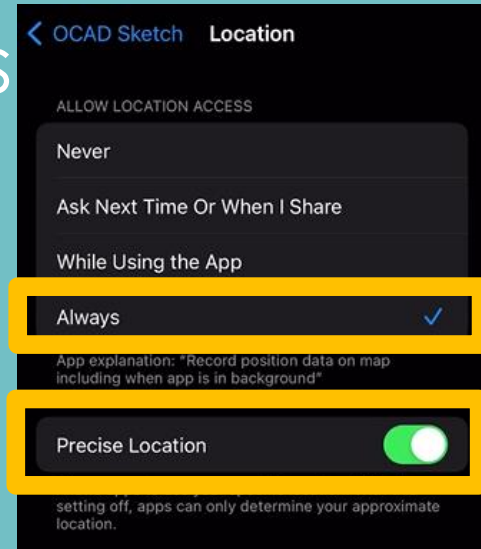 OCAD Sketch Location
S
ALLOW LOCATION ACCESS
Never
Ask Next Time Or When I Share
While Using the App
Always
App explanation: "Record position data on map
including when app is in background"
Precise Location
setting off, apps can only determine your approximate
location.